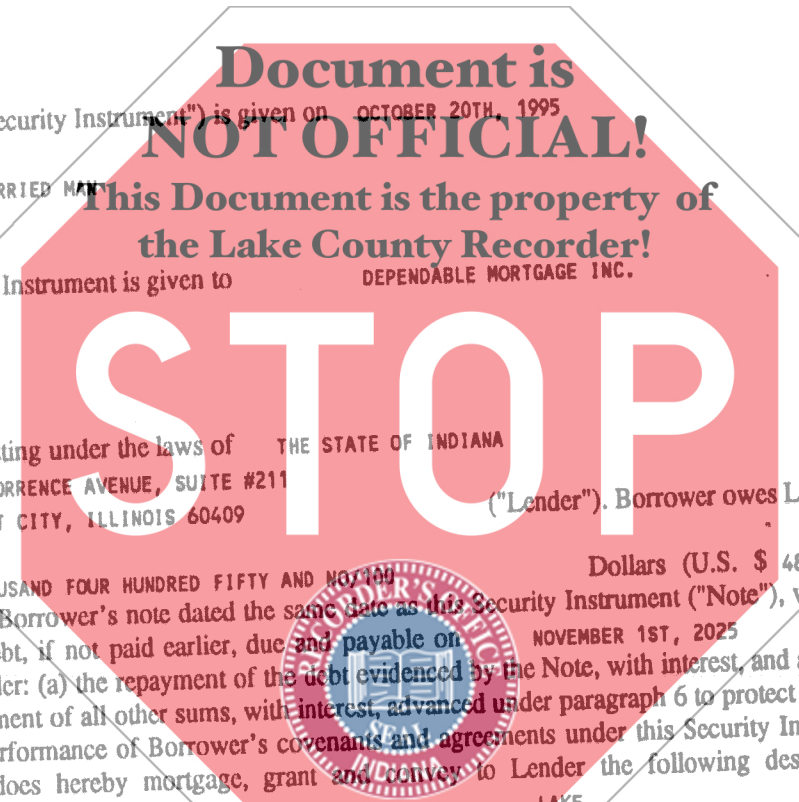 Document is
ecurity Instrument") is given on OCTOBER 20TH, 1995
NOT OFFICIAL!
RRIED MAN
This Document is the property of
the Lake County Recorder!
Instrument is given to DEPENDABLE MORTGAGE INC.
STOP
ting under the laws of THE STATE OF INDIANA
ORRENCE AVENUE, SUITE #211
("Lender"). Borrower owes L
T CITY, ILLINOIS 60409
Dollars (U.S. $ 48
USAND FOUR HUNDRED FIFTY AND NO/100
Borrower's note dated the same date as this Security Instrument ("Note"), w
bt, if not paid earlier, due and payable on NOVEMBER 1ST, 2025
der: (a) the repayment of the debt evidenced by the Note, with interest, and a
ment of all other sums, with interest, advanced under paragraph 6 to protect
rformance of Borrower's covenants and agreements under this Security In
does hereby mortgage, grant and convey to Lender the following des
LAKE
RECORDER'S OFFICE
SEAL
INDIANA